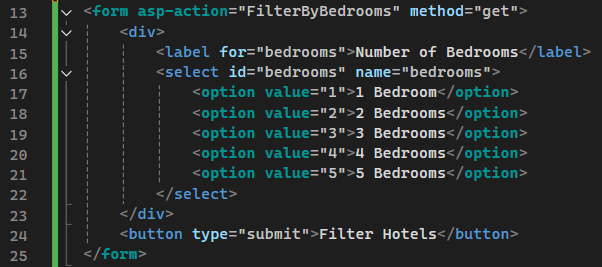 13 <form asp-action="FilterByBedrooms" method="get">
14     <div>
15         <label for="bedrooms">Number of Bedrooms</label>
16         <select id="bedrooms" name="bedrooms">
17             <option value="1">1 Bedroom</option>
18             <option value="2">2 Bedrooms</option>
19             <option value="3">3 Bedrooms</option>
20             <option value="4">4 Bedrooms</option>
21             <option value="5">5 Bedrooms</option>
22         </select>
23     </div>
24     <button type="submit">Filter Hotels</button>
25 </form>